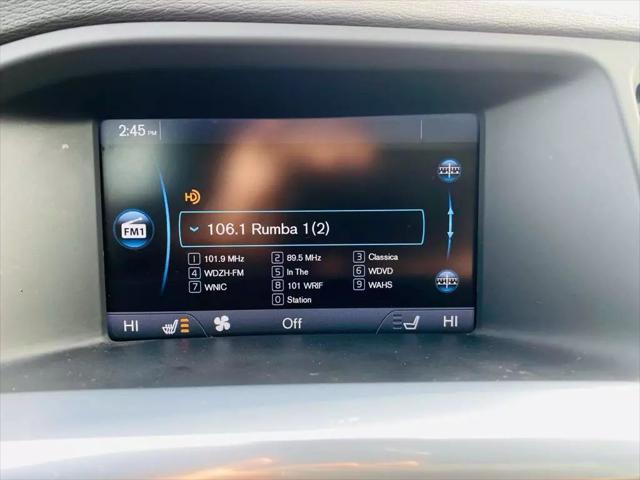 2:45 PM
HD
FM1
106.1 Rumba 1(2)
1 101.9 MHz 2 89.5 MHz 3 Classica
4 WDZH-FM 5 In The 6 WDVD
7 WNIC 8 101 WRIF 9 WAHS
0 Station
HI Off HI